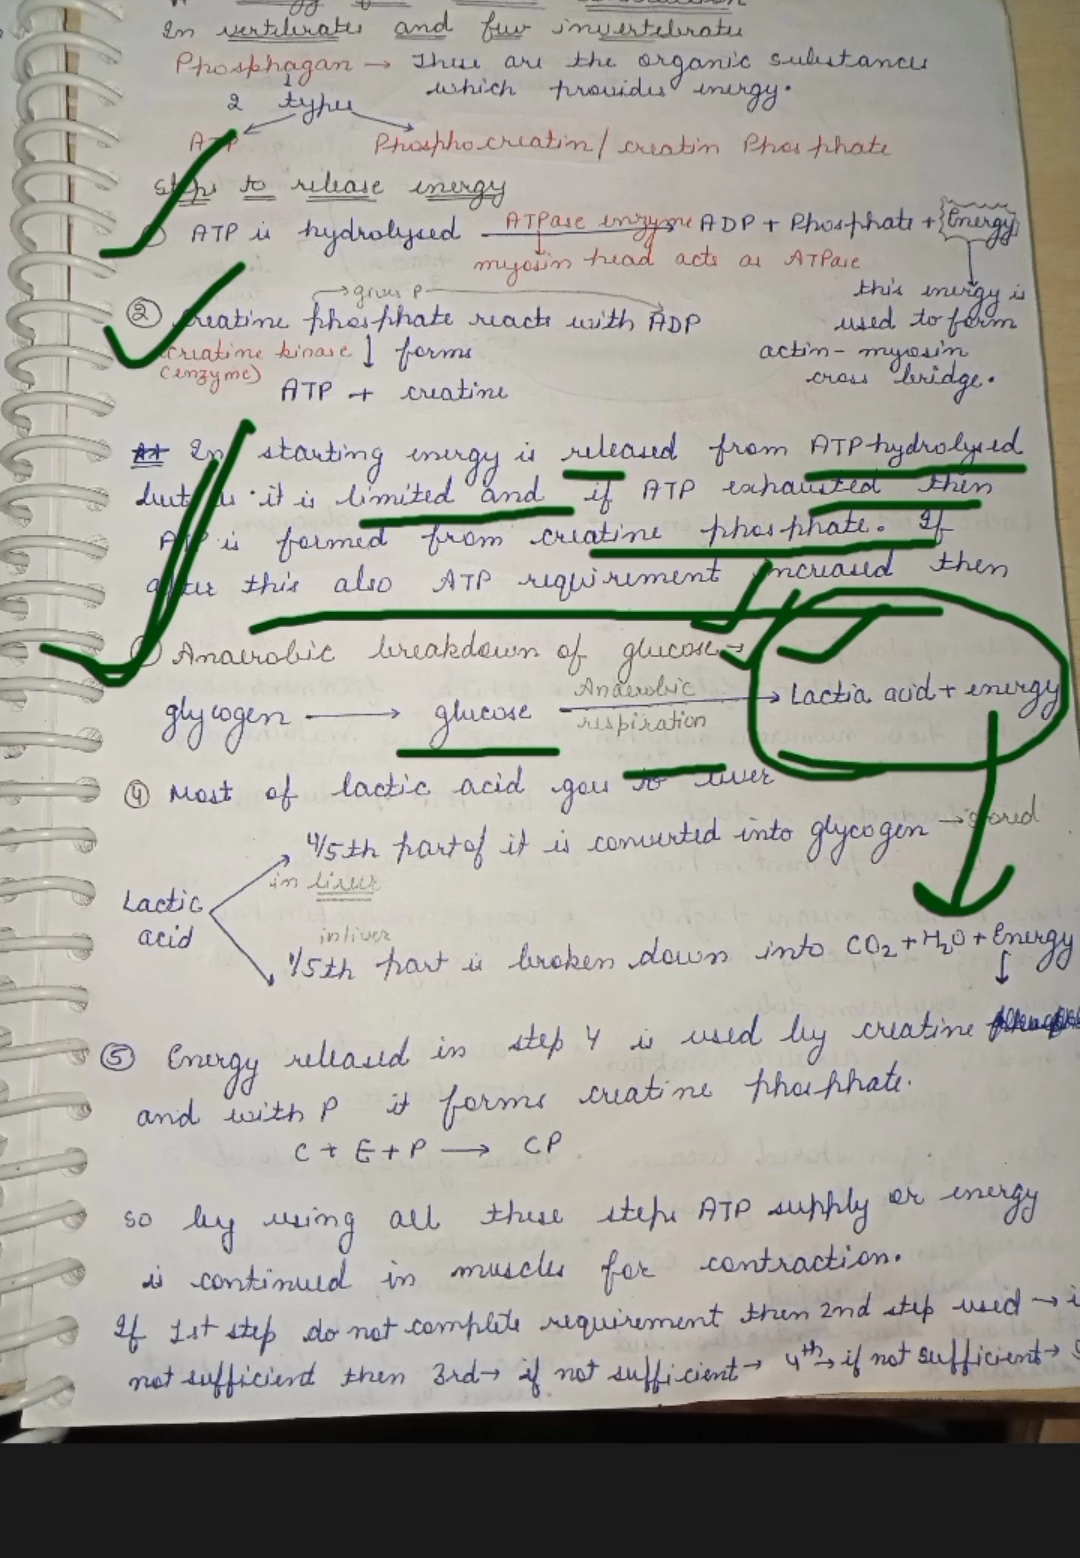 In vertebrates and few invertebrates
Phosphagan → These are the organic substances
which provides energy.
2 types
ATP Phosphocreatin / creatin Phosphate
Steps to release energy
ATP is hydrolysed ATPase enzyme ADP + Phosphate + Energy
myosin head acts as ATPase
this energy is
used to form
actin-myosin
cross bridge.
→ gives P
② Creatine phosphate reacts with ADP
creatine kinase ↓ forms
(enzyme)
ATP + creatine
In starting energy is released from ATP hydrolysed
but as it is limited and if ATP exhausted then
ATP is formed from creatine phosphate. If
after this also ATP requirement increased then
Anaerobic breakdown of glucose →
glycogen → glucose Anaerobic respiration → Lactia acid + energy
④ Most of lactic acid goes to liver
4/5th part of it is converted into glycogen → stored
in liver
Lactic
acid
in liver
1/5th part is broken down into CO₂ + H₂O + Energy
↓
⑤ Energy released in step 4 is used by creatine
and with P it forms creatine phosphate.
C + E + P → CP
so by using all these steps ATP supply or energy
is continued in muscles for contraction.
If 1st step do not complete requirement then 2nd step used →
not sufficient then 3rd → if not sufficient → 4th → if not sufficient →